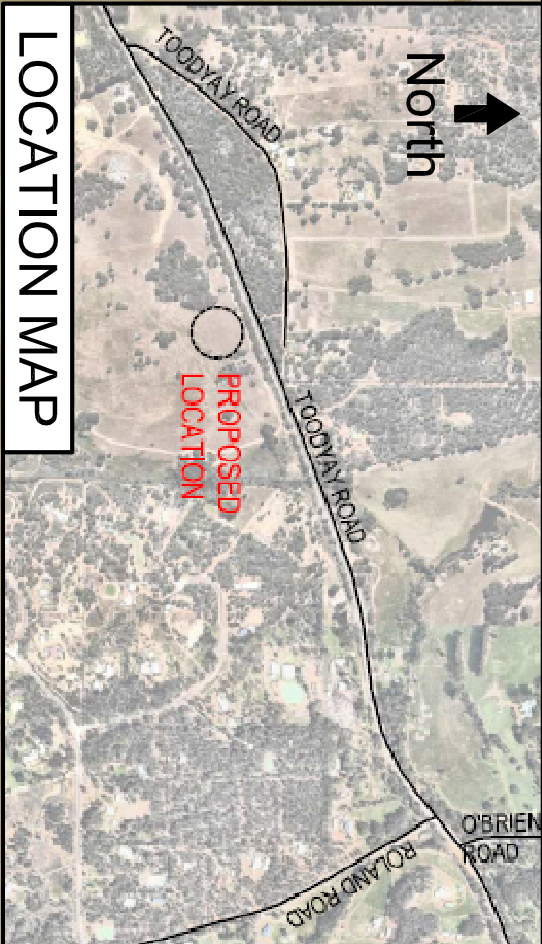 North
TOODYAY ROAD
TOODYAY ROAD
PROPOSED
LOCATION
O'BRIEN
ROAD
ROLAND ROAD
LOCATION MAP